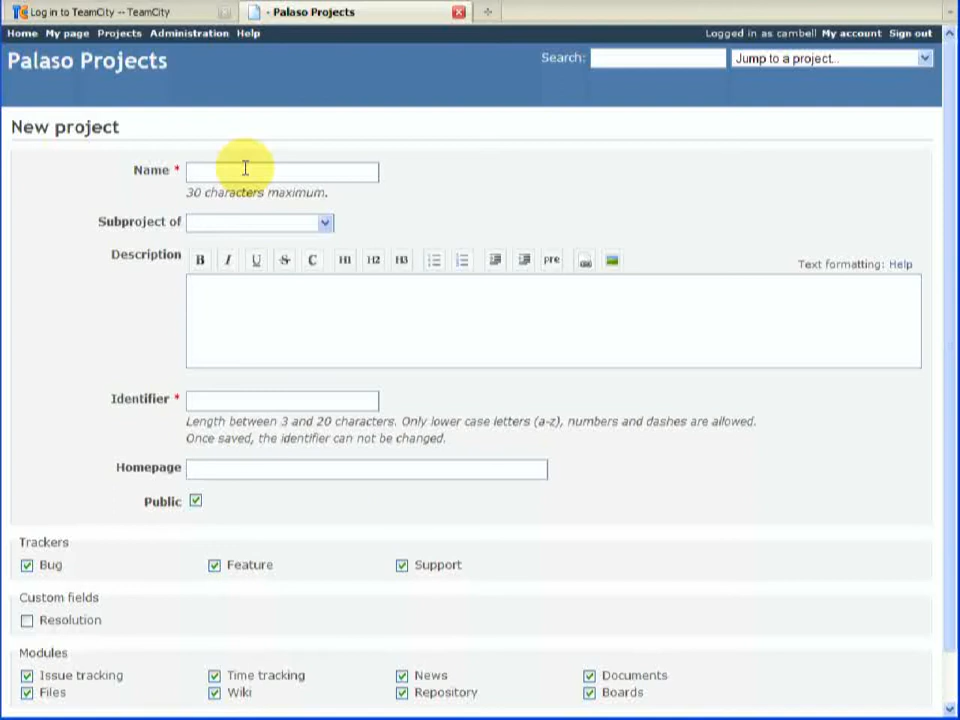 Log in to TeamCity -- TeamCity - Palaso Projects
Home My page Projects Administration Help Logged in as cambell My account Sign out
Palaso Projects Search: Jump to a project...
New project
Name *
30 characters maximum.
Subproject of
Description B I U S C H1 H2 H3 pre Text formatting: Help
Identifier *
Length between 3 and 20 characters. Only lower case letters (a-z), numbers and dashes are allowed.
Once saved, the identifier can not be changed.
Homepage
Public
Trackers
Bug Feature Support
Custom fields
Resolution
Modules
Issue tracking Time tracking News Documents
Files Wiki Repository Boards